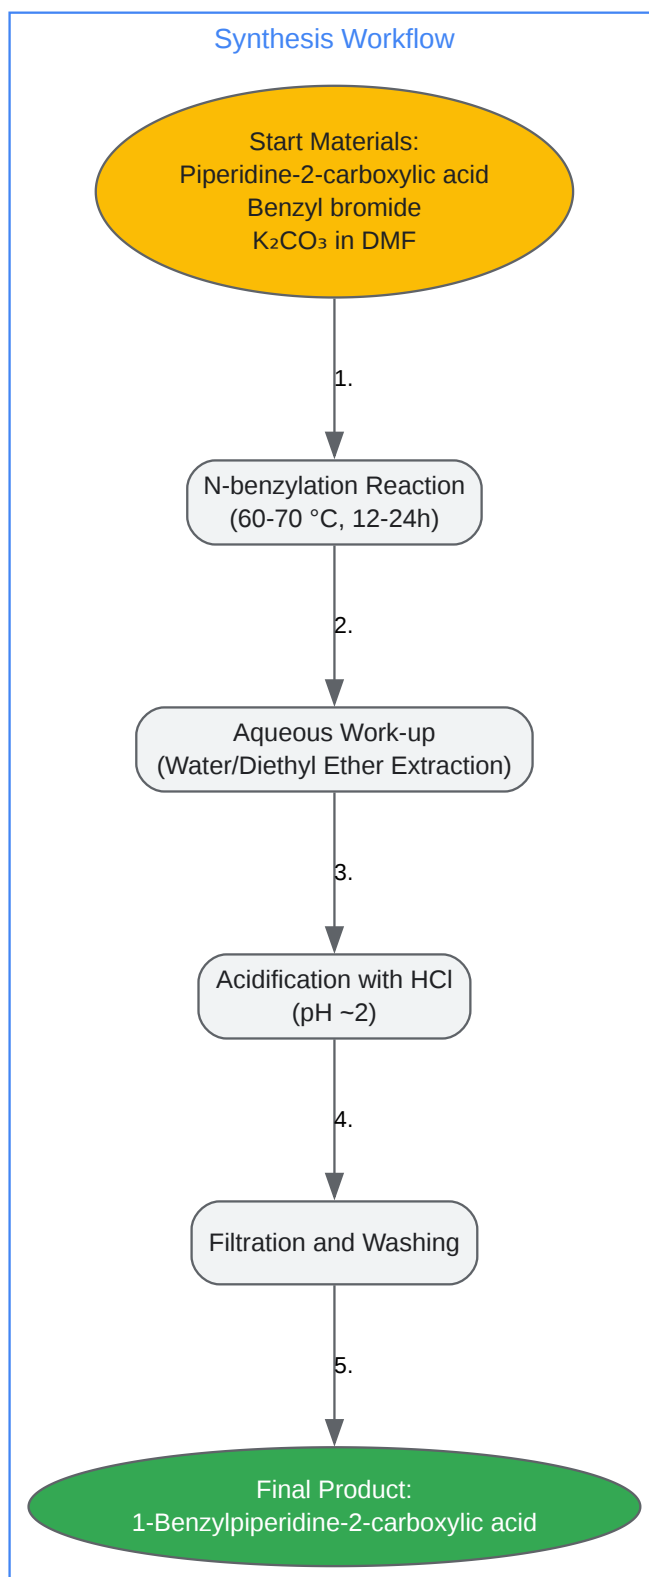 Synthesis Workflow
Start Materials:
Piperidine-2-carboxylic acid
Benzyl bromide
K₂CO₃ in DMF
1.
N-benzylation Reaction
(60-70 °C, 12-24h)
2.
Aqueous Work-up
(Water/Diethyl Ether Extraction)
3.
Acidification with HCl
(pH ~2)
4.
Filtration and Washing
5.
Final Product:
1-Benzylpiperidine-2-carboxylic acid